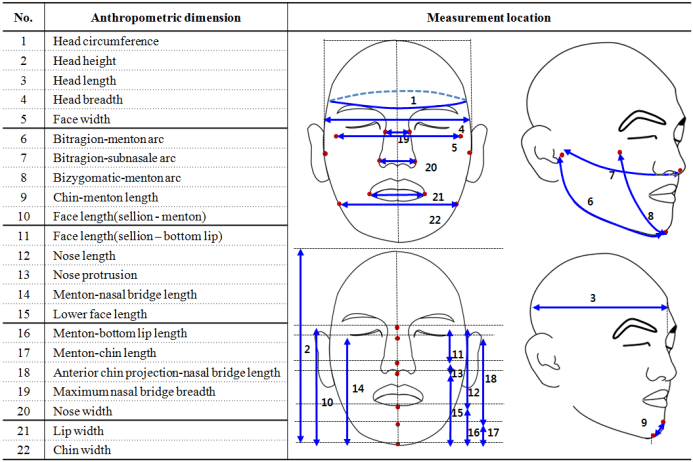 No. Anthropometric dimension Measurement location
1 Head circumference
2 Head height
3 Head length
4 Head breadth
5 Face width
6 Bitragion-menton arc
7 Bitragion-subnasale arc
8 Bizygomatic-menton arc
9 Chin-menton length
10 Face length(sellion - menton)
11 Face length(sellion – bottom lip)
12 Nose length
13 Nose protrusion
14 Menton-nasal bridge length
15 Lower face length
16 Menton-bottom lip length
17 Menton-chin length
18 Anterior chin projection-nasal bridge length
19 Maximum nasal bridge breadth
20 Nose width
21 Lip width
22 Chin width
1
4
19
5
20
21
22
7
6
8
2
11
13
18
10
14
12
15
16
17
3
9